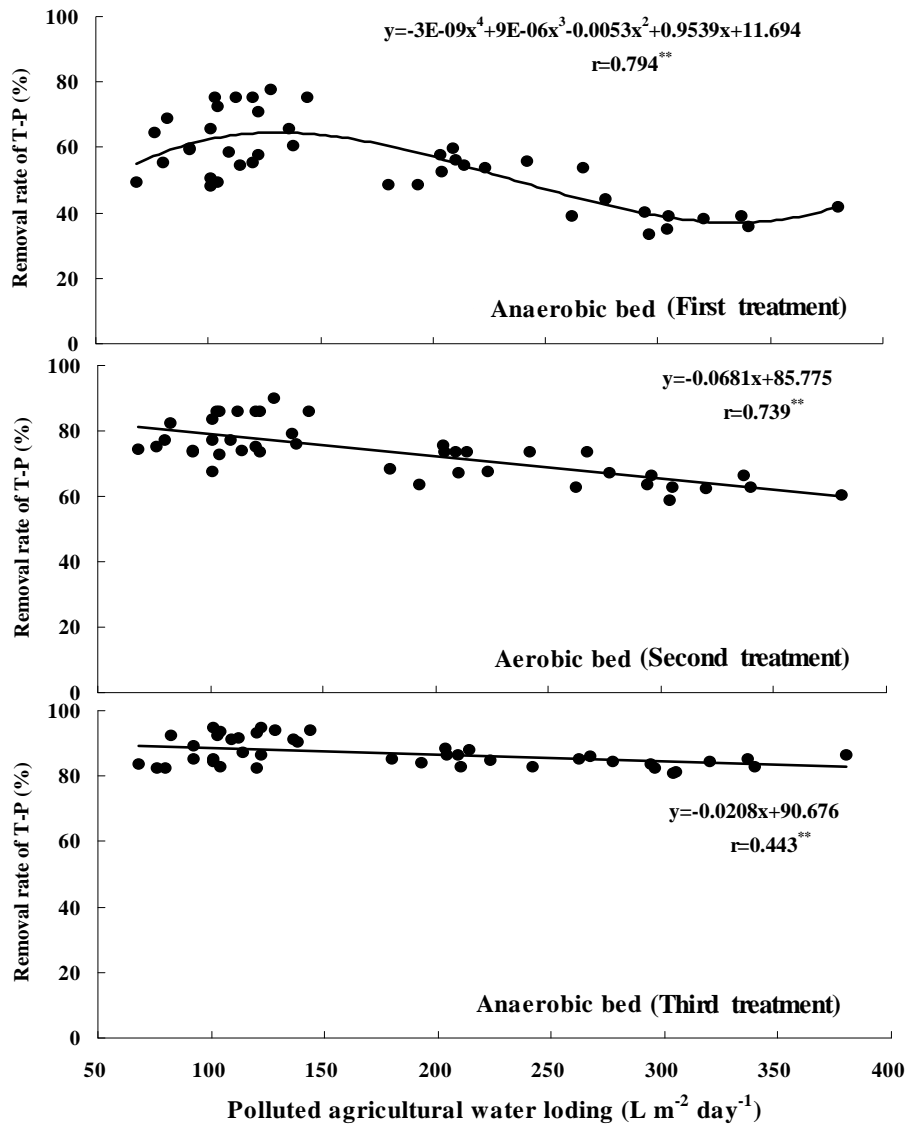 100
80
60
40
20
0
Removal rate of T-P (%)
y=-3E-09x⁴+9E-06x³-0.0053x²+0.9539x+11.694
r=0.794**
Anaerobic bed (First treatment)
100
80
60
40
20
0
Removal rate of T-P (%)
y=-0.0681x+85.775
r=0.739**
Aerobic bed (Second treatment)
100
80
60
40
20
0
Removal rate of T-P (%)
y=-0.0208x+90.676
r=0.443**
Anaerobic bed (Third treatment)
50 100 150 200 250 300 350 400
Polluted agricultural water loding (L m⁻² day⁻¹)